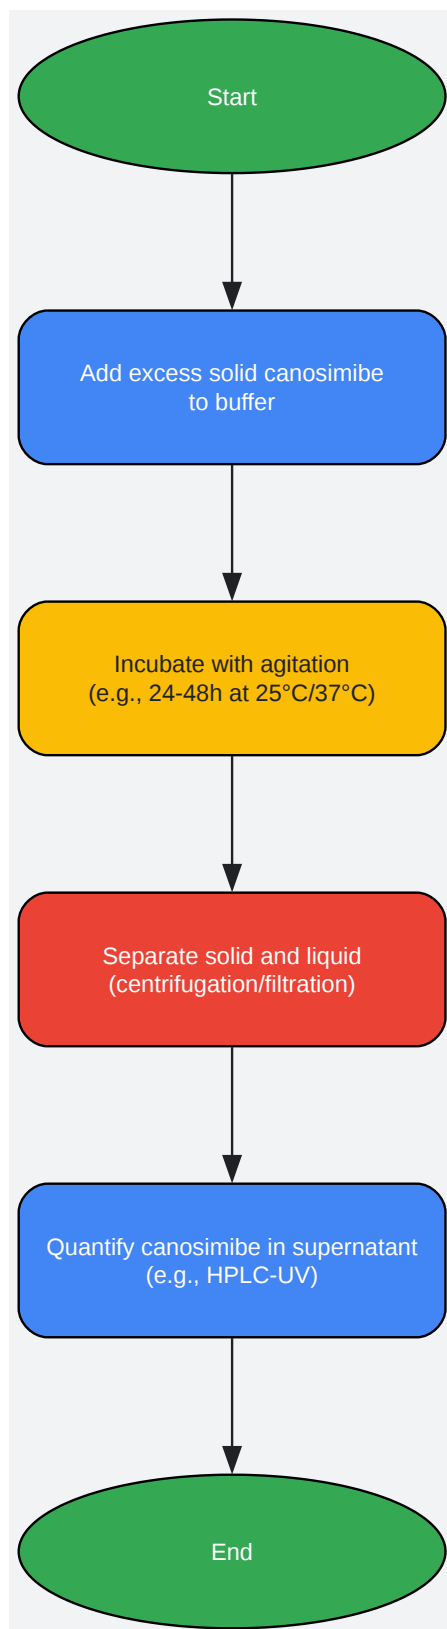 Start
Add excess solid canosimibe
to buffer
Incubate with agitation
(e.g., 24-48h at 25°C/37°C)
Separate solid and liquid
(centrifugation/filtration)
Quantify canosimibe in supernatant
(e.g., HPLC-UV)
End